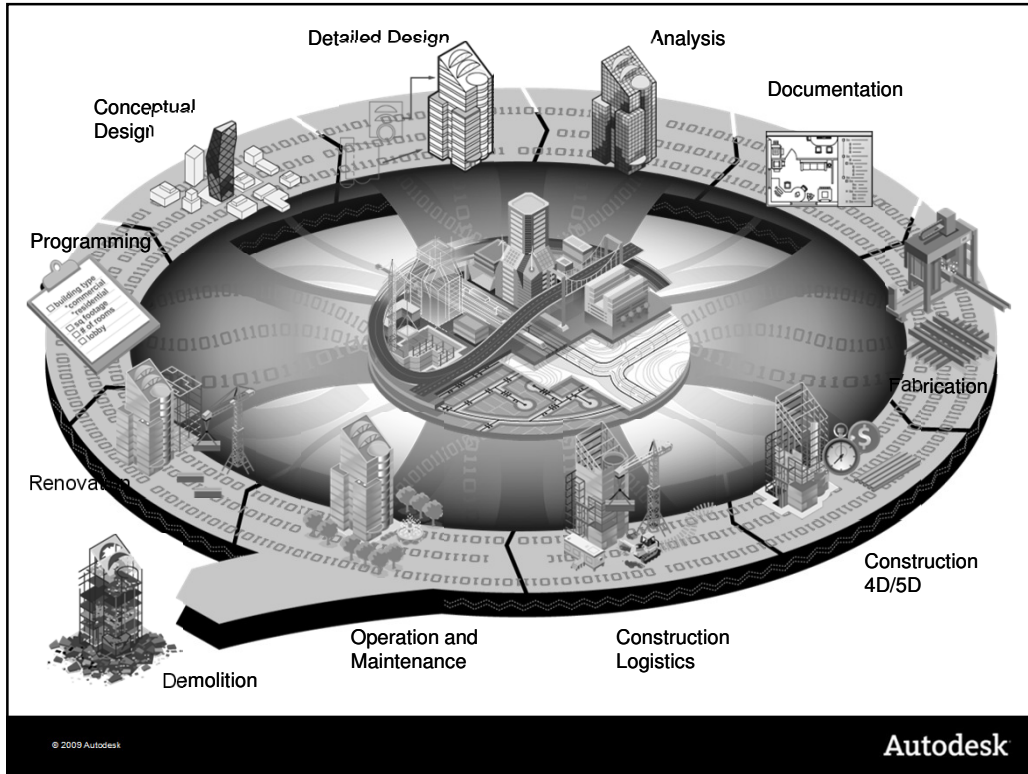 Detailed Design
Analysis
Documentation
Conceptual
Design
Programming
building type
*commercial
*residential
sq.footage
# of rooms
lobby
Fabrication
Renovation
$
Construction
4D/5D
Operation and
Maintenance
Construction
Logistics
Demolition
© 2009 Autodesk
Autodesk